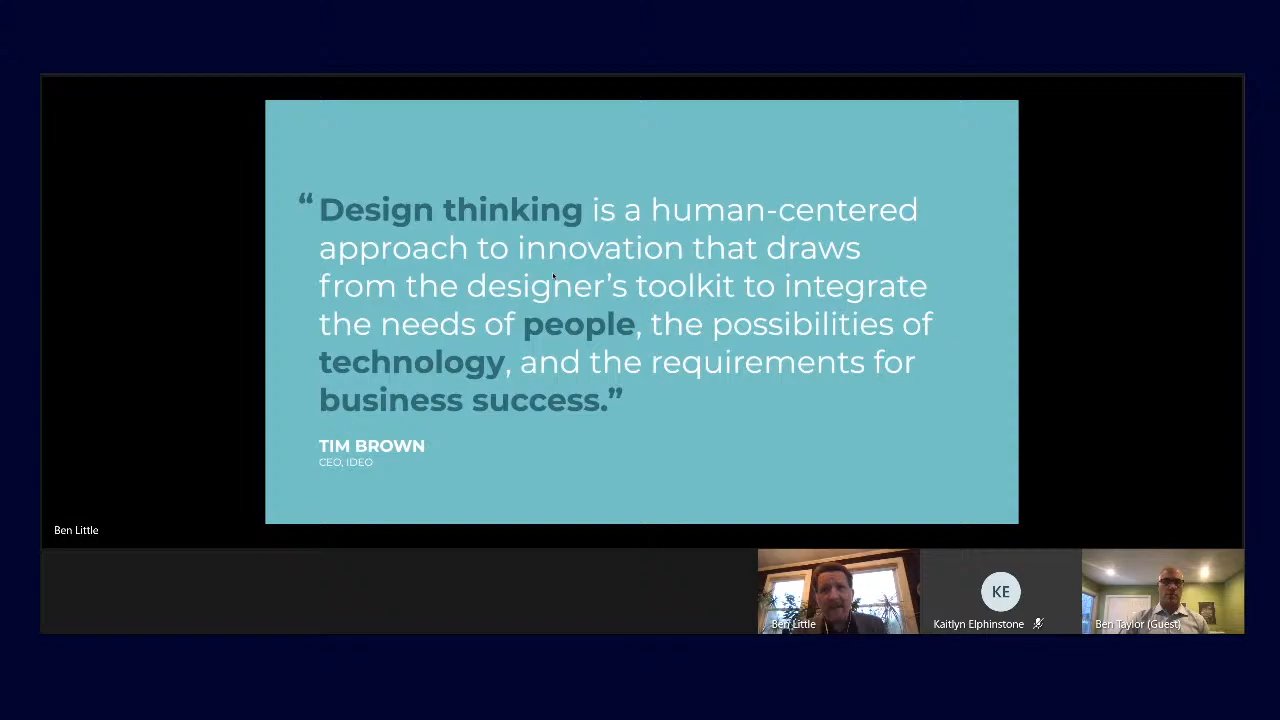 “Design thinking is a human-centered
approach to innovation that draws
from the designer’s toolkit to integrate
the needs of people, the possibilities of
technology, and the requirements for
business success.”
TIM BROWN
CEO, IDEO
Ben Little
Ben Little
KE
Kaitlyn Elphinstone
Ben Taylor (Guest)